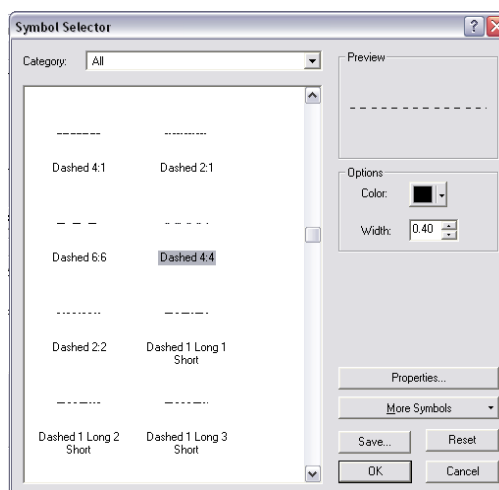 Symbol Selector
Category: All
Dashed 4:1
Dashed 2:1
Dashed 6:6
Dashed 4:4
Dashed 2:2
Dashed 1 Long 1
Short
Dashed 1 Long 2
Short
Dashed 1 Long 3
Short
Preview
Options
Color:
Width: 0.40
Properties...
More Symbols
Save...
Reset
OK
Cancel